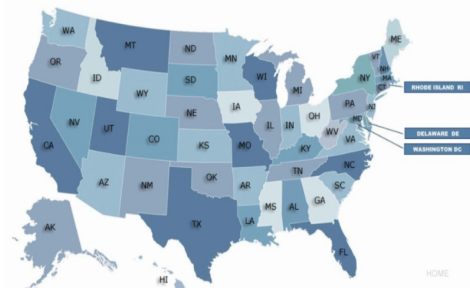 WA
MT
ND
MN
ME
VT
NH
OR
ID
SD
WI
NY
MA
CT
RHODE ISLAND RI
WY
MI
IA
PA
NJ
NE
OH
NV
UT
IL
IN
MD
DELAWARE DE
CO
WV
VA
WASHINGTON DC
CA
KS
MO
KY
NC
TN
OK
AR
SC
AZ
NM
MS
AL
GA
TX
LA
AK
FL
HI
HOME